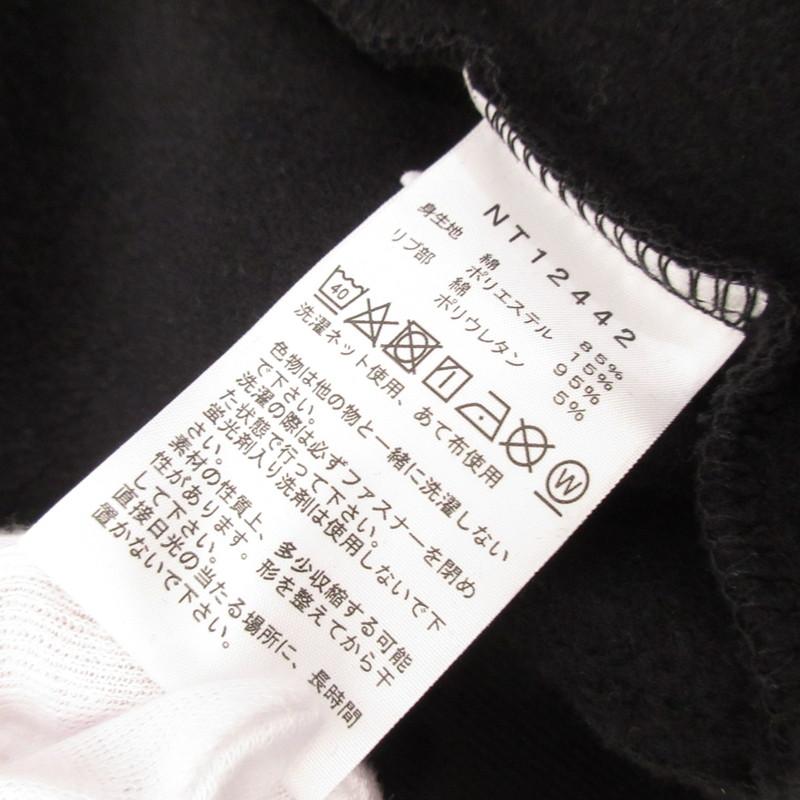 NT12442
身生地 綿 85%
ポリエステル 15%
リブ部 綿 95%
ポリウレタン 5%
40
W
洗濯ネット使用、あて布使用
色物は他の物と一緒に洗濯しない
で下さい。
洗濯の際は必ずファスナーを閉め
た状態で行って下さい。
蛍光剤入り洗剤は使用しないで下
さい。
素材の性質上、多少収縮する可能
性があります。形を整えてから干
して下さい。
直接日光の当たる場所に、長時間
置かないで下さい。